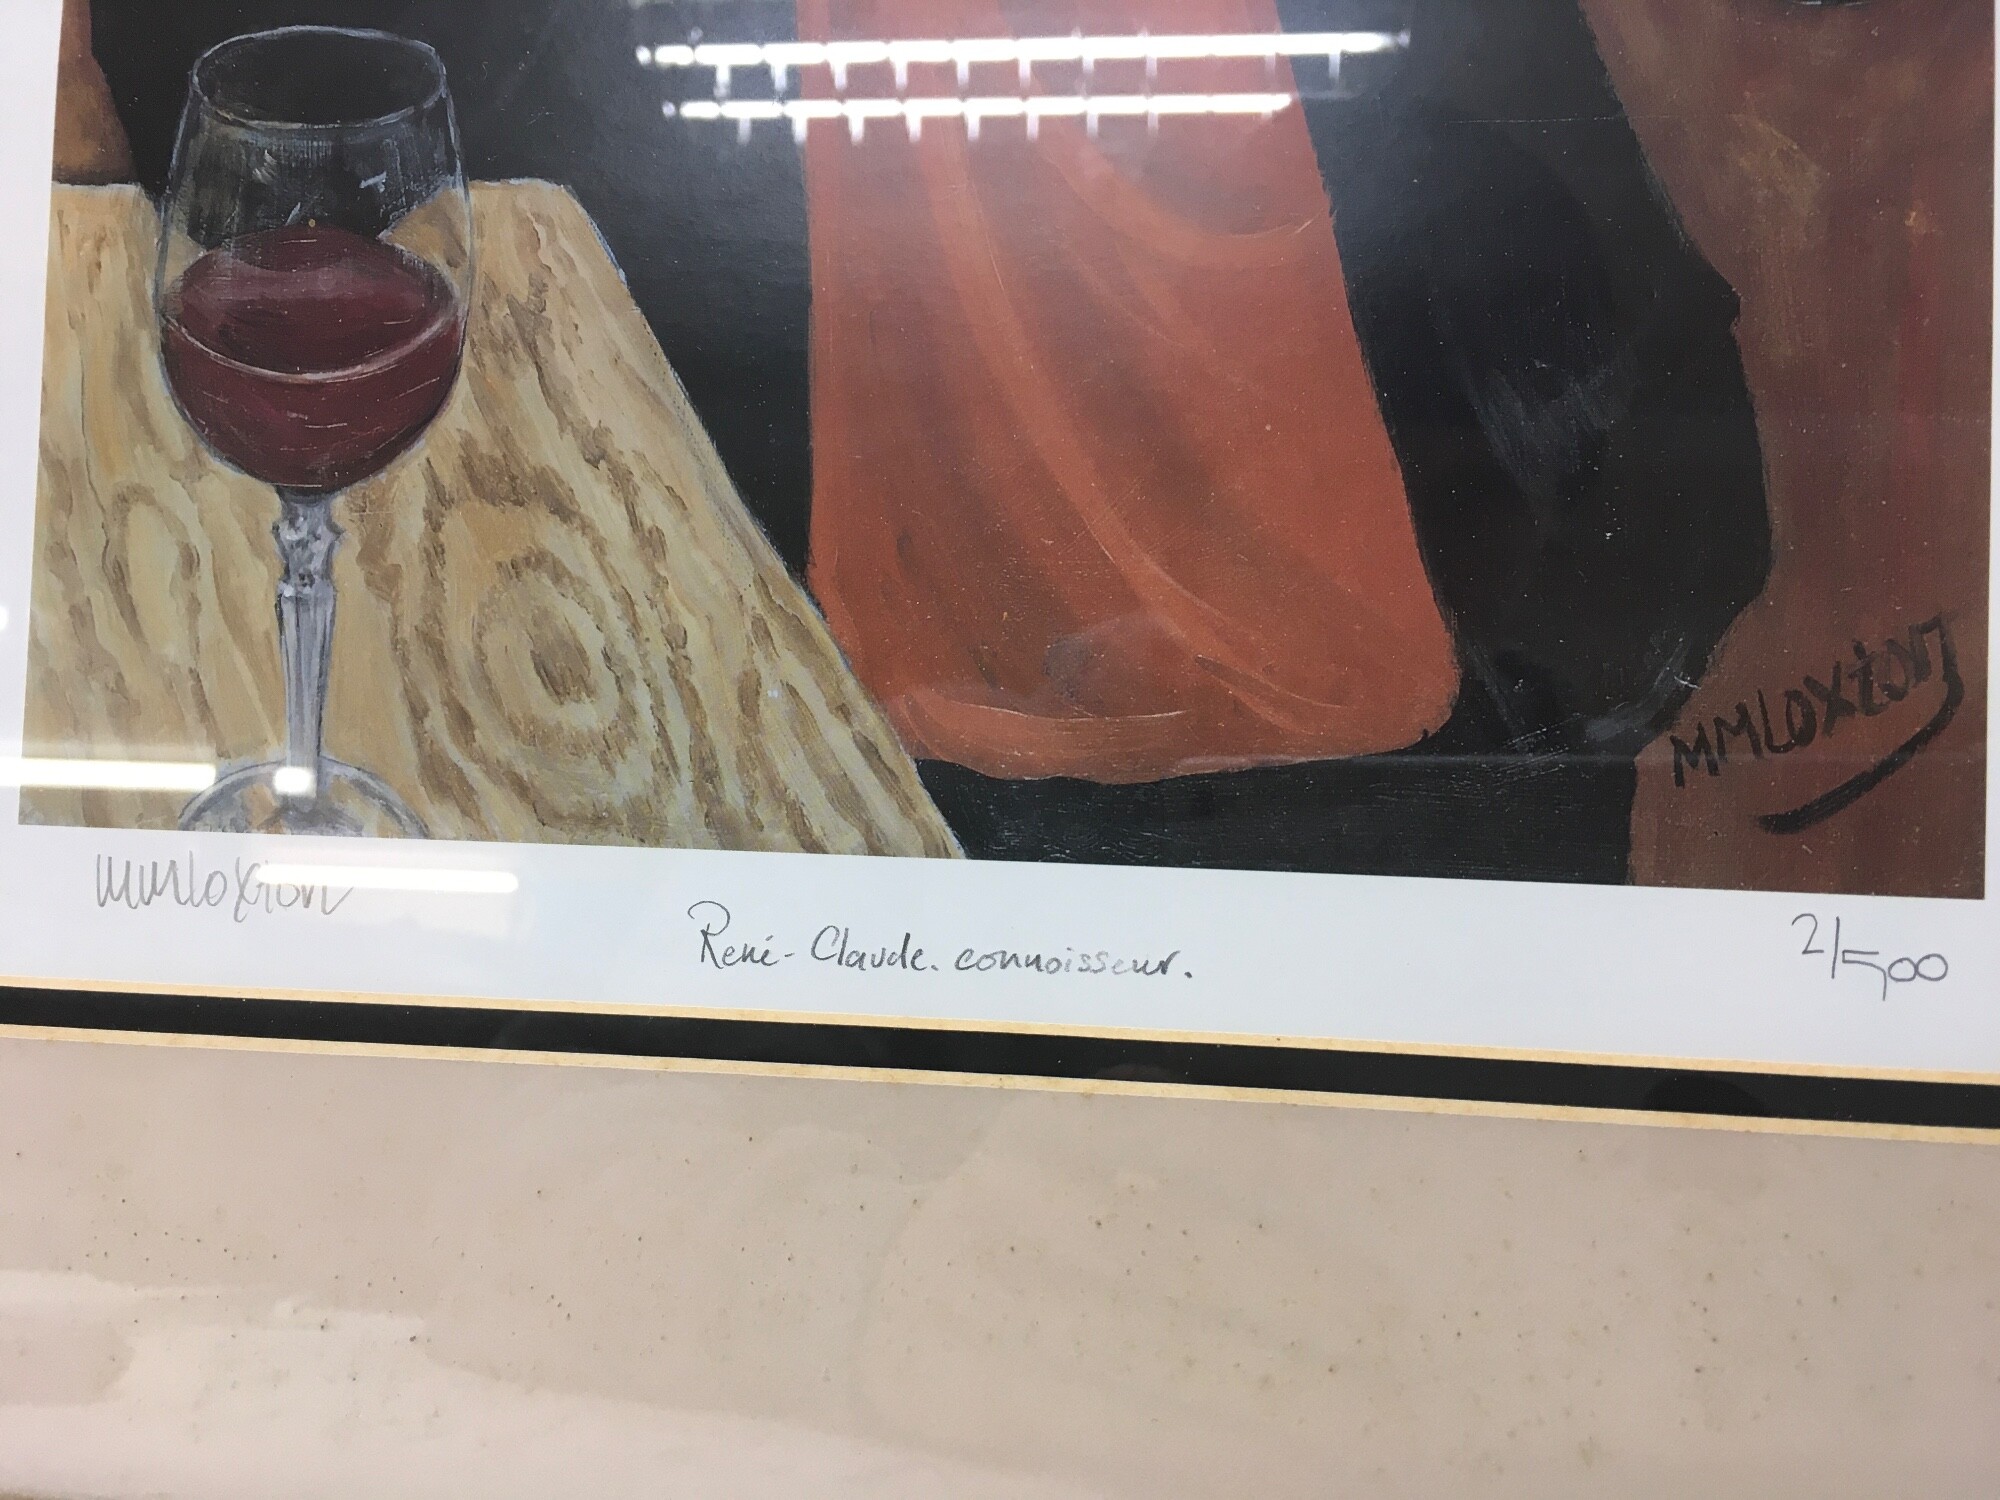 MMLOXton
MMLoxton
René-Claude. connoisseur.
2/500